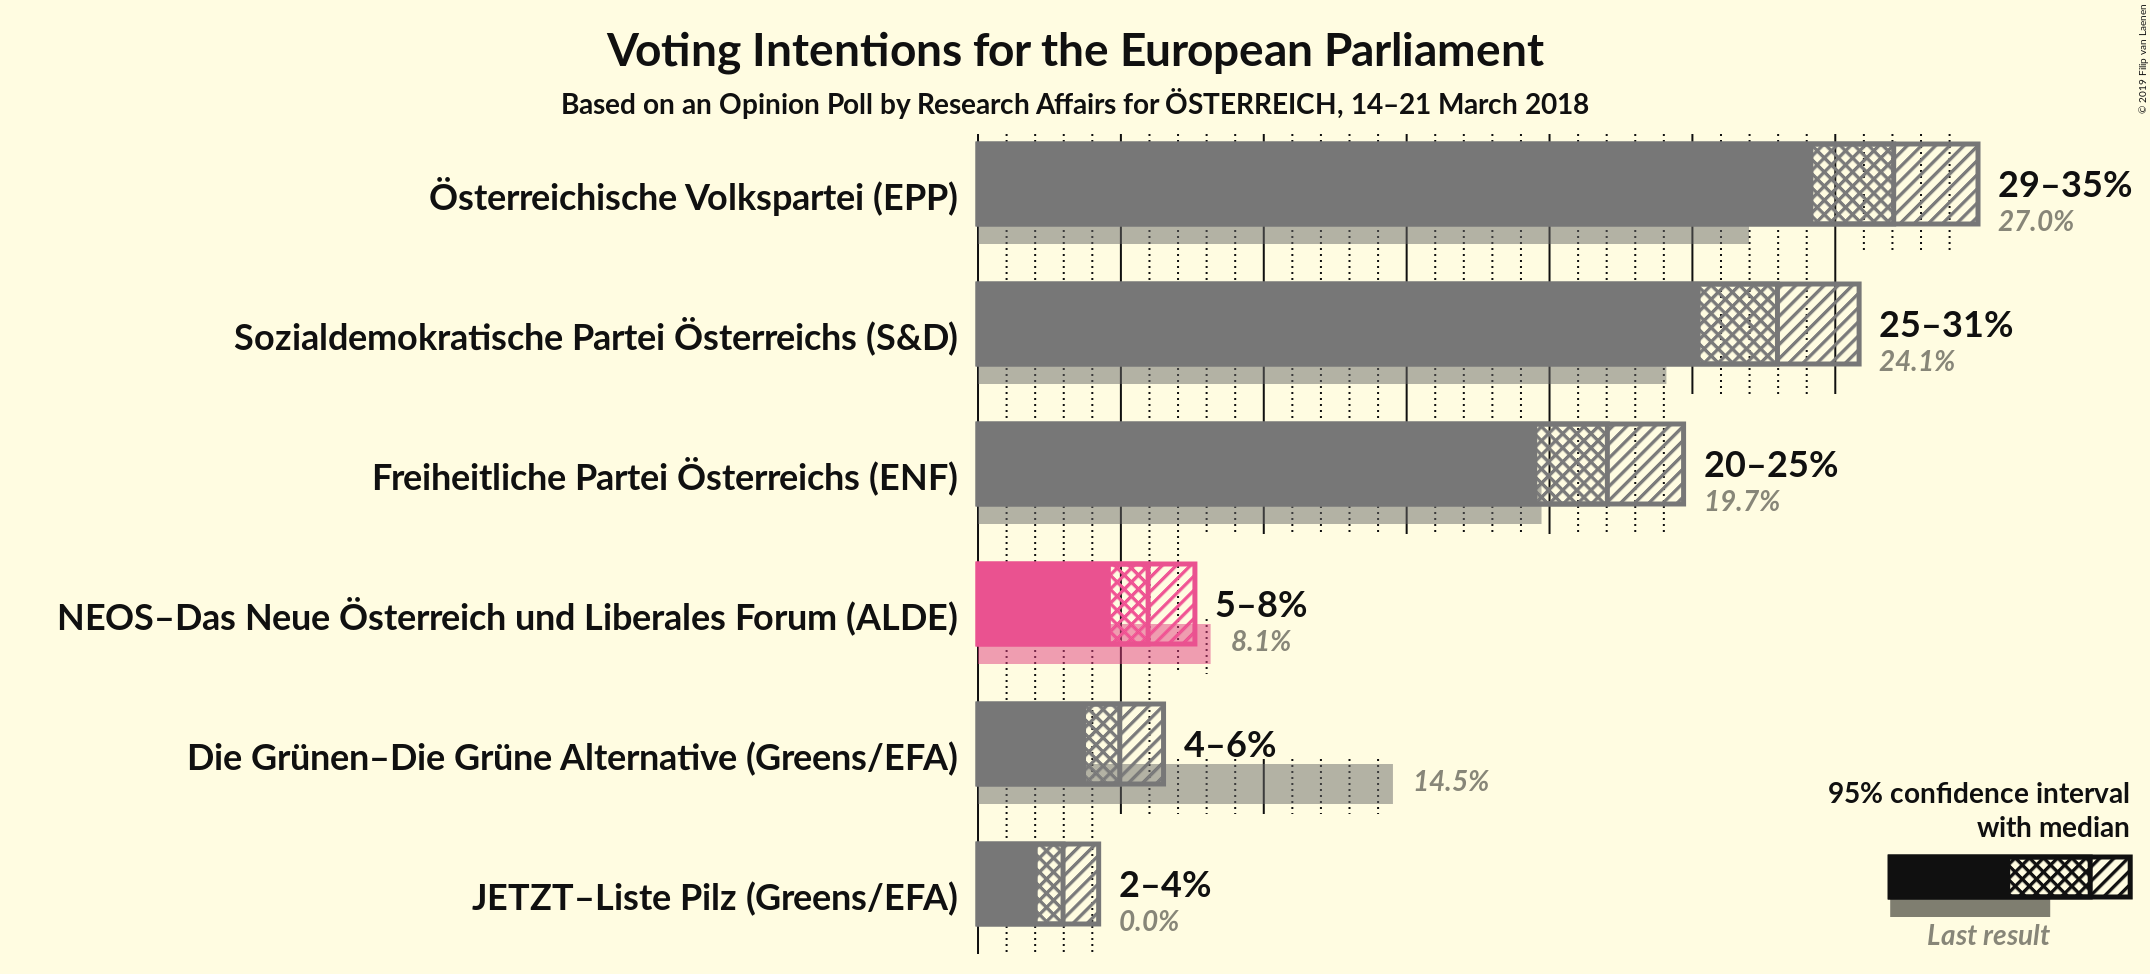 Voting Intentions for the European Parliament
Based on an Opinion Poll by Research Affairs for ÖSTERREICH, 14–21 March 2018
© 2019 Filip van Laenen
Österreichische Volkspartei (EPP)
29–35%
27.0%
Sozialdemokratische Partei Österreichs (S&D)
25–31%
24.1%
Freiheitliche Partei Österreichs (ENF)
20–25%
19.7%
NEOS–Das Neue Österreich und Liberales Forum (ALDE)
5–8%
8.1%
Die Grünen–Die Grüne Alternative (Greens/EFA)
4–6%
14.5%
JETZT–Liste Pilz (Greens/EFA)
2–4%
0.0%
95% confidence interval
with median
Last result